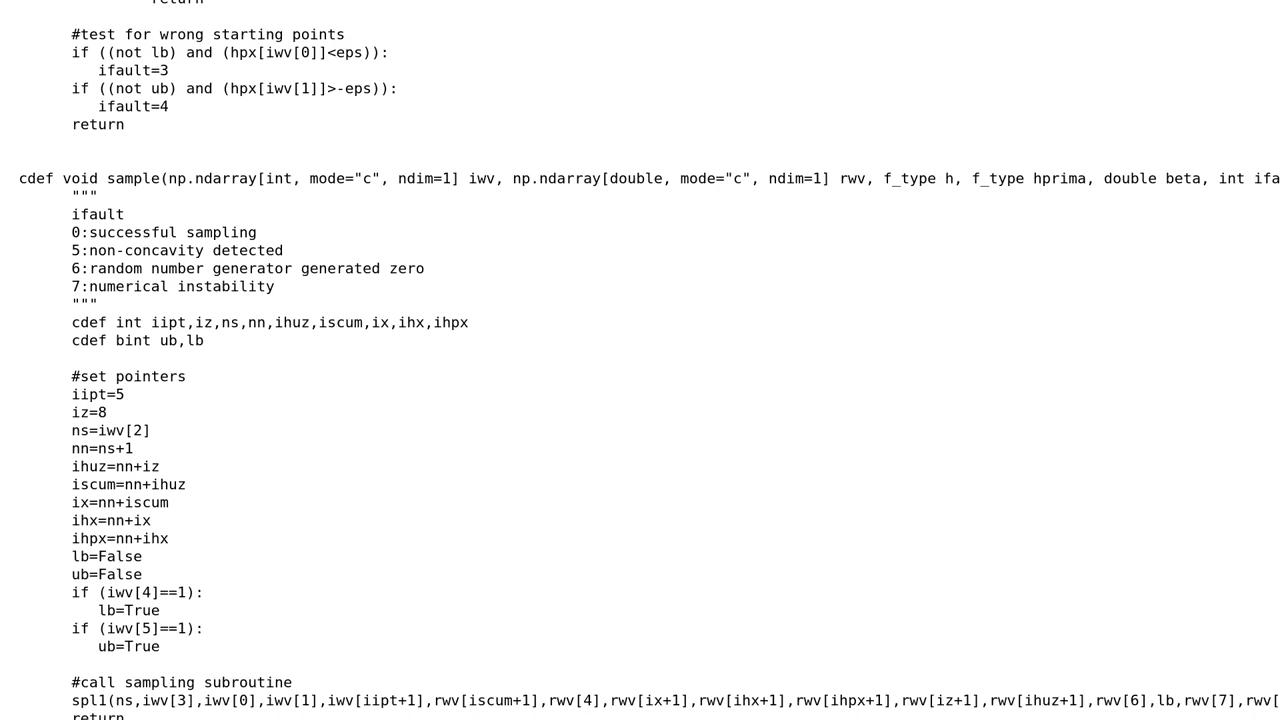 return
#test for wrong starting points
if ((not lb) and (hpx[iwv[0]]<eps)):
ifault=3
if ((not ub) and (hpx[iwv[1]]>-eps)):
ifault=4
return
cdef void sample(np.ndarray[int, mode="c", ndim=1] iwv, np.ndarray[double, mode="c", ndim=1] rwv, f_type h, f_type hprima, double beta, int ifa
"""
ifault
0:successful sampling
5:non-concavity detected
6:random number generator generated zero
7:numerical instability
"""
cdef int iipt,iz,ns,nn,ihuz,iscum,ix,ihx,ihpx
cdef bint ub,lb
#set pointers
iipt=5
iz=8
ns=iwv[2]
nn=ns+1
ihuz=nn+iz
iscum=nn+ihuz
ix=nn+iscum
ihx=nn+ix
ihpx=nn+ihx
lb=False
ub=False
if (iwv[4]==1):
lb=True
if (iwv[5]==1):
ub=True
#call sampling subroutine
spl1(ns,iwv[3],iwv[0],iwv[1],iwv[iipt+1],rwv[iscum+1],rwv[4],rwv[ix+1],rwv[ihx+1],rwv[ihpx+1],rwv[iz+1],rwv[ihuz+1],rwv[6],lb,rwv[7],rwv[
return